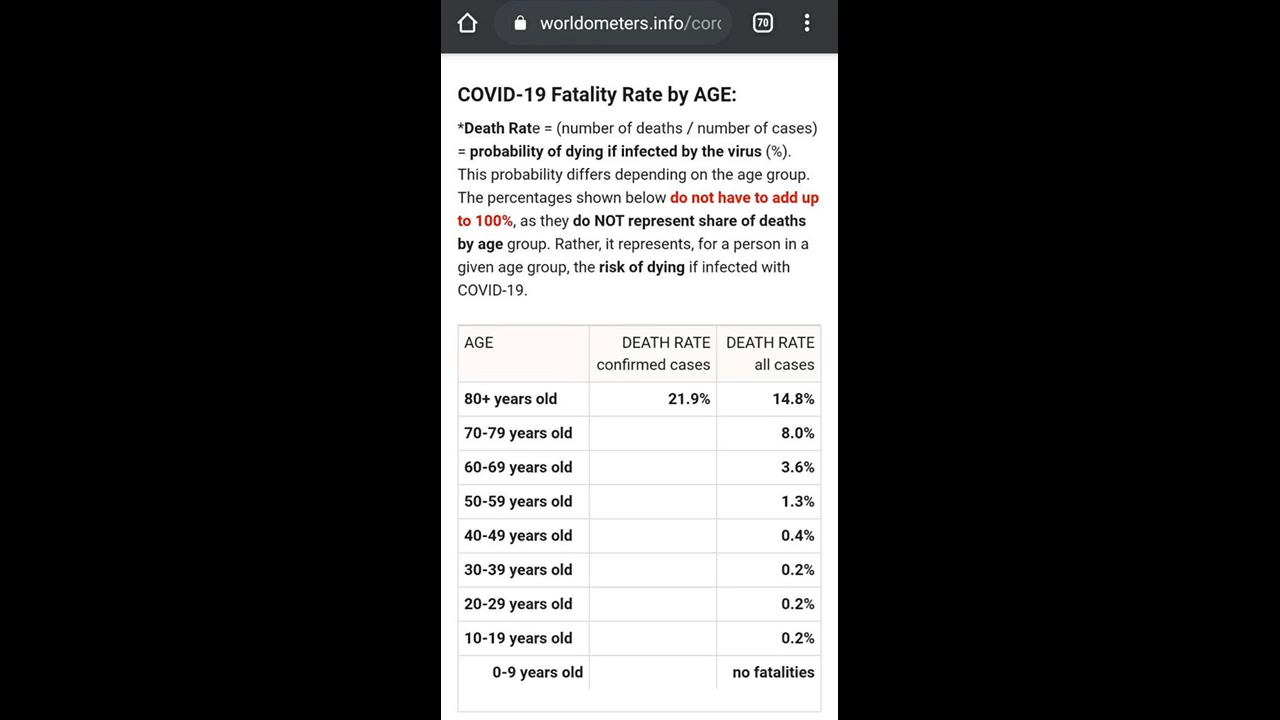 worldometers.info/corc
70
COVID-19 Fatality Rate by AGE:
*Death Rate = (number of deaths / number of cases)
= probability of dying if infected by the virus (%).
This probability differs depending on the age group.
The percentages shown below do not have to add up
to 100%, as they do NOT represent share of deaths
by age group. Rather, it represents, for a person in a
given age group, the risk of dying if infected with
COVID-19.
AGE DEATH RATE confirmed cases DEATH RATE all cases
80+ years old 21.9% 14.8%
70-79 years old 8.0%
60-69 years old 3.6%
50-59 years old 1.3%
40-49 years old 0.4%
30-39 years old 0.2%
20-29 years old 0.2%
10-19 years old 0.2%
0-9 years old no fatalities